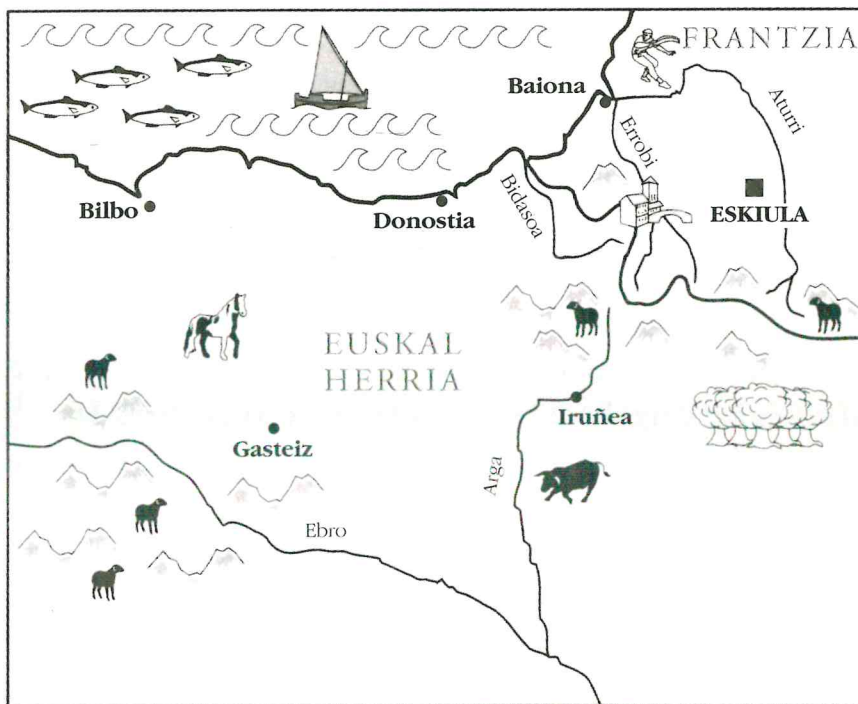 FRANTZIA
Baiona
Aturri
Errobi
Bilbo
Donostia
Bidasoa
ESKIULA
EUSKAL
HERRIA
Iruñea
Gasteiz
Arga
Ebro